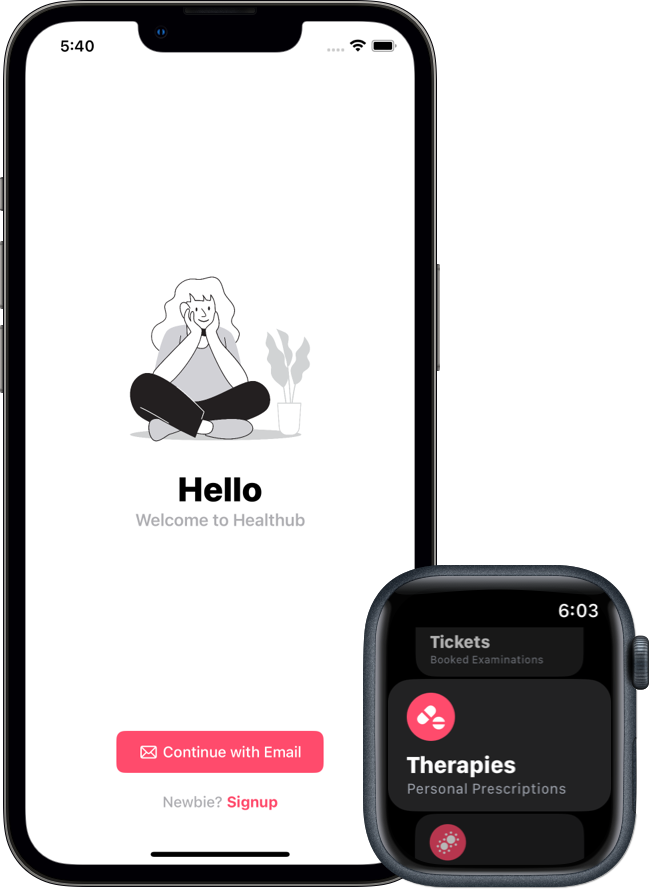 5:40
Hello
Welcome to Healthub
Continue with Email
Newbie? Signup
6:03
Tickets
Booked Examinations
Therapies
Personal Prescriptions